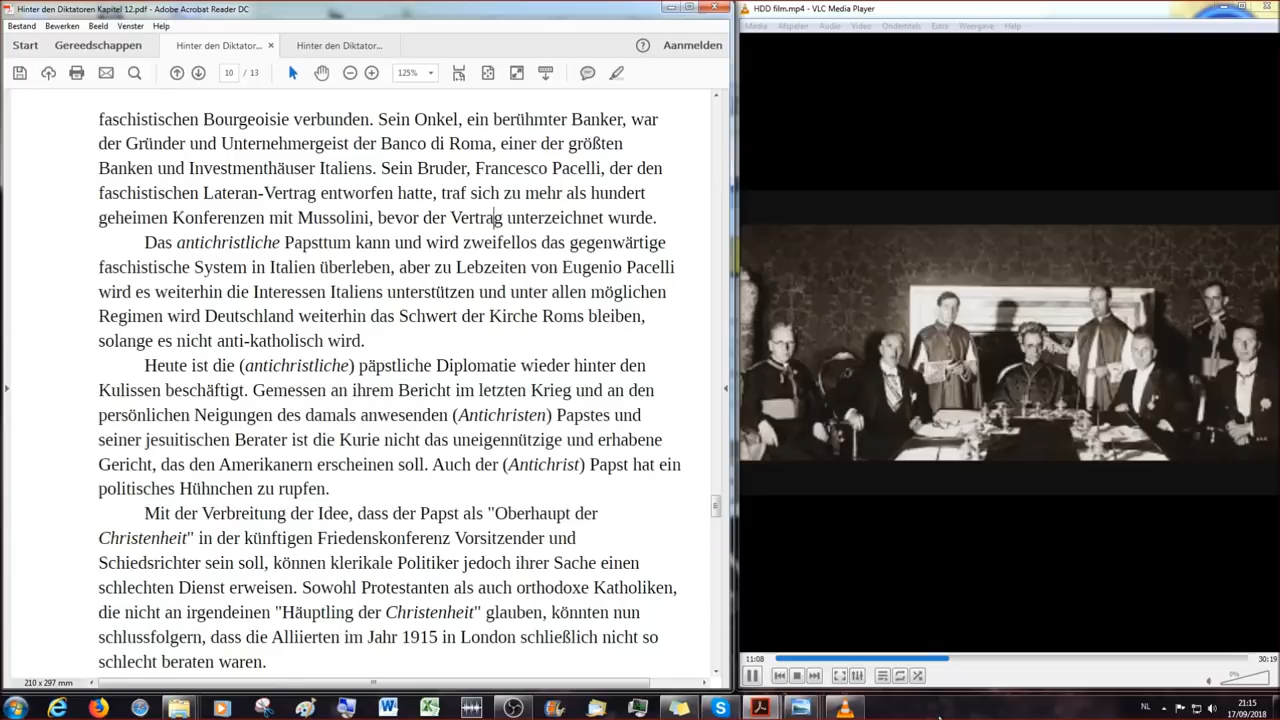 Hinter den Diktatoren Kapitel 12.pdf - Adobe Acrobat Reader DC
Bestand Bewerken Beeld Venster Help
Start Gereedschappen Hinter den Diktator... × Hinter den Diktator... Aanmelden
10 / 13 125%
faschistischen Bourgeoisie verbunden. Sein Onkel, ein berühmter Banker, war
der Gründer und Unternehmergeist der Banco di Roma, einer der größten
Banken und Investmenthäuser Italiens. Sein Bruder, Francesco Pacelli, der den
faschistischen Lateran-Vertrag entworfen hatte, traf sich zu mehr als hundert
geheimen Konferenzen mit Mussolini, bevor der Vertrag unterzeichnet wurde.
Das antichristliche Papsttum kann und wird zweifellos das gegenwärtige
faschistische System in Italien überleben, aber zu Lebzeiten von Eugenio Pacelli
wird es weiterhin die Interessen Italiens unterstützen und unter allen möglichen
Regimen wird Deutschland weiterhin das Schwert der Kirche Roms bleiben,
solange es nicht anti-katholisch wird.
Heute ist die (antichristliche) päpstliche Diplomatie wieder hinter den
Kulissen beschäftigt. Gemessen an ihrem Bericht im letzten Krieg und an den
persönlichen Neigungen des damals anwesenden (Antichristen) Papstes und
seiner jesuitischen Berater ist die Kurie nicht das uneigennützige und erhabene
Gericht, das den Amerikanern erscheinen soll. Auch der (Antichrist) Papst hat ein
politisches Hühnchen zu rupfen.
Mit der Verbreitung der Idee, dass der Papst als "Oberhaupt der
Christenheit" in der künftigen Friedenskonferenz Vorsitzender und
Schiedsrichter sein soll, können klerikale Politiker jedoch ihrer Sache einen
schlechten Dienst erweisen. Sowohl Protestanten als auch orthodoxe Katholiken,
die nicht an irgendeinen "Häuptling der Christenheit" glauben, könnten nun
schlussfolgern, dass die Alliierten im Jahr 1915 in London schließlich nicht so
schlecht beraten waren.
210 x 297 mm
HDD film.mp4 - VLC Media Player
Media Afspelen Audio Video Ondertitels Extra Weergave Help
11:08 30:19
0%
NL 21:15
17/09/2018